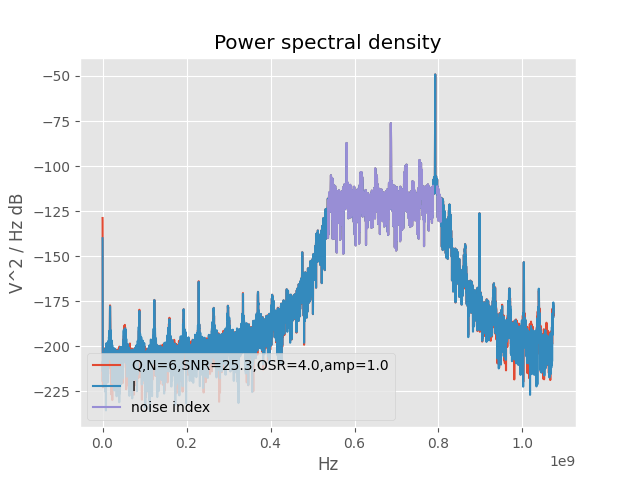 Power spectral density
V^2 / Hz dB
−50
−75
−100
−125
−150
−175
−200
−225
Q,N=6,SNR=25.3,OSR=4.0,amp=1.0
I
noise index
0.0 0.2 0.4 0.6 0.8 1.0
1e9
Hz